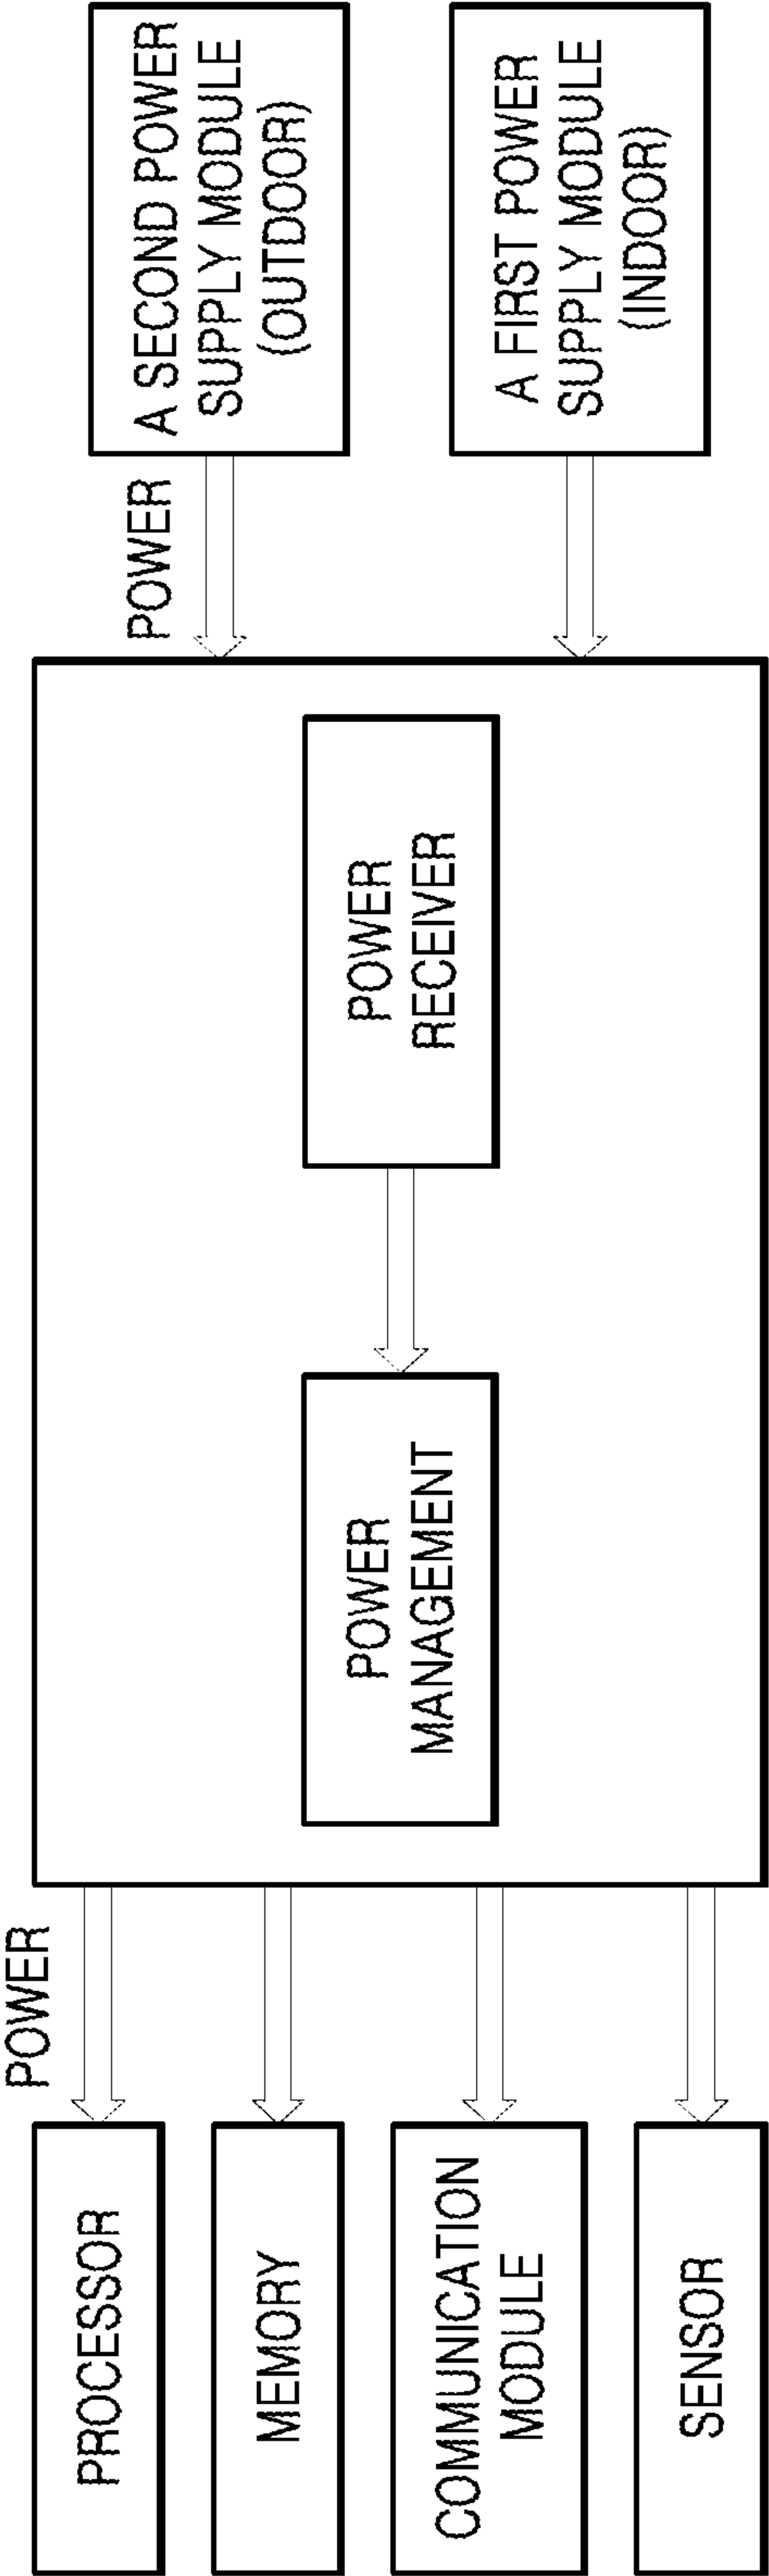 PROCESSOR
MEMORY
COMMUNICATION
MODULE
SENSOR
POWER
POWER
MANAGEMENT
POWER
RECEIVER
POWER
A SECOND POWER
SUPPLY MODULE
(OUTDOOR)
A FIRST POWER
SUPPLY MODULE
(INDOOR)